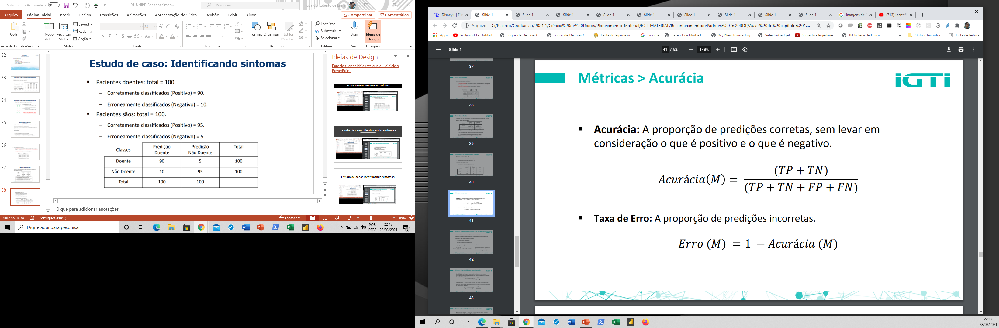 Salvamento Automático
01-UNIPE-Reconhecimen...
Pesquisar
Ricardo Roberto de Lima
Arquivo
Página Inicial
Inserir
Design
Transições
Animações
Apresentação de Slides
Revisão
Exibir
Ajuda
Compartilhar
Comentários
Colar
Novo Slide
Reutilizar Slides
Layout
Redefinir
Seção
38
N I S S ab AV Aa A
Formas
Organizar
Estilos Rápidos
Localizar
Substituir
Selecionar
Ditar
Ideias de Design
Área de Transferência
Slides
Fonte
Parágrafo
Desenho
Editando
Voz
Designer
32
33
34
35
36
37
38
Estudo de caso: Identificando sintomas
▪ Pacientes doentes: total = 100.
– Corretamente classificados (Positivo) = 90.
– Erroneamente classificados (Negativo) = 10.
▪ Pacientes sãos: total = 100.
– Corretamente classificados (Positivo) = 95.
– Erroneamente classificados (Negativo) = 5.
Classes Predição Doente Predição Não Doente Total
Doente 90 5 100
Não Doente 10 95 100
Total 100 100
Ideias de Design
Pare de sugerir ideias até que eu reinicie o
PowerPoint.
Estudo de caso: Identificando sintomas
Estudo de caso: Identificando sintomas
Estudo de caso: Identificando sintomas
Clique para adicionar anotações
Slide 38 de 38
Português (Brasil)
Anotações
65%
Digite aqui para pesquisar
POR
PTB2
22:17
28/03/2021
3
Disney+ | Fil
Slide 1
Slide 1
Slide 1
Slide 1
Slide 1
Slide 1
Slide 1
Slide 1
Slide 1
imagens de
(713) Identifi
Arquivo | C:/Ricardo/Graduacao/2021.1/Ciência%20de%20Dados/Planejamento-Material/IGTI-MATERIAL/ReconhecimentodePadroes%20-%20RDP/Aulas%20do%20capítulo%201....
Apps
Pollyworld - Dublad...
Jogos de Decorar C...
Jogos de Decorar C...
Festa do Pijama no...
Google
Fazendo a Minha F...
My New Town - Jog...
SelectorGadget
Violetta - Pojedyne...
Biblioteca de Livros...
»
Outros favoritos
Lista de leitura
Slide 1
41 / 52
146%
37
38
39
40
41
42
43
Métricas > Acurácia
iGTi
▪ Acurácia: A proporção de predições corretas, sem levar em
consideração o que é positivo e o que é negativo.
Acurácia(M) = (TP + TN) / (TP + TN + FP + FN)
▪ Taxa de Erro: A proporção de predições incorretas.
Erro (M) = 1 − Acurácia (M)
22:17
28/03/2021